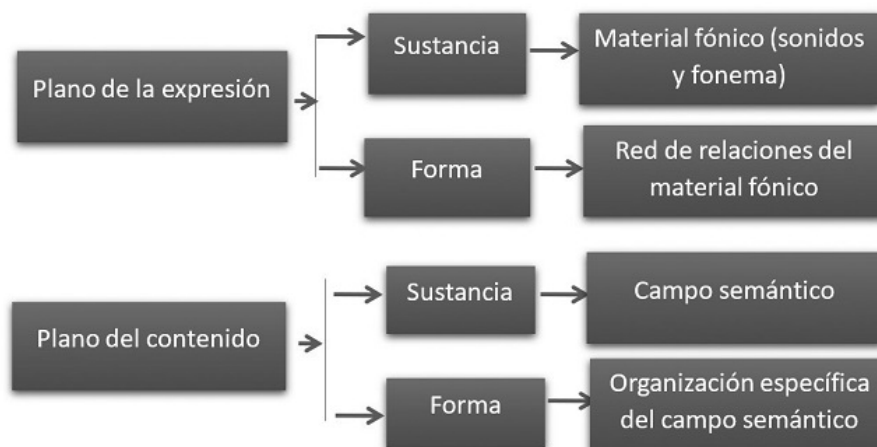 Plano de la expresión
Sustancia
Material fónico (sonidos
y fonema)
Forma
Red de relaciones del
material fónico
Plano del contenido
Sustancia
Campo semántico
Forma
Organización específica
del campo semántico